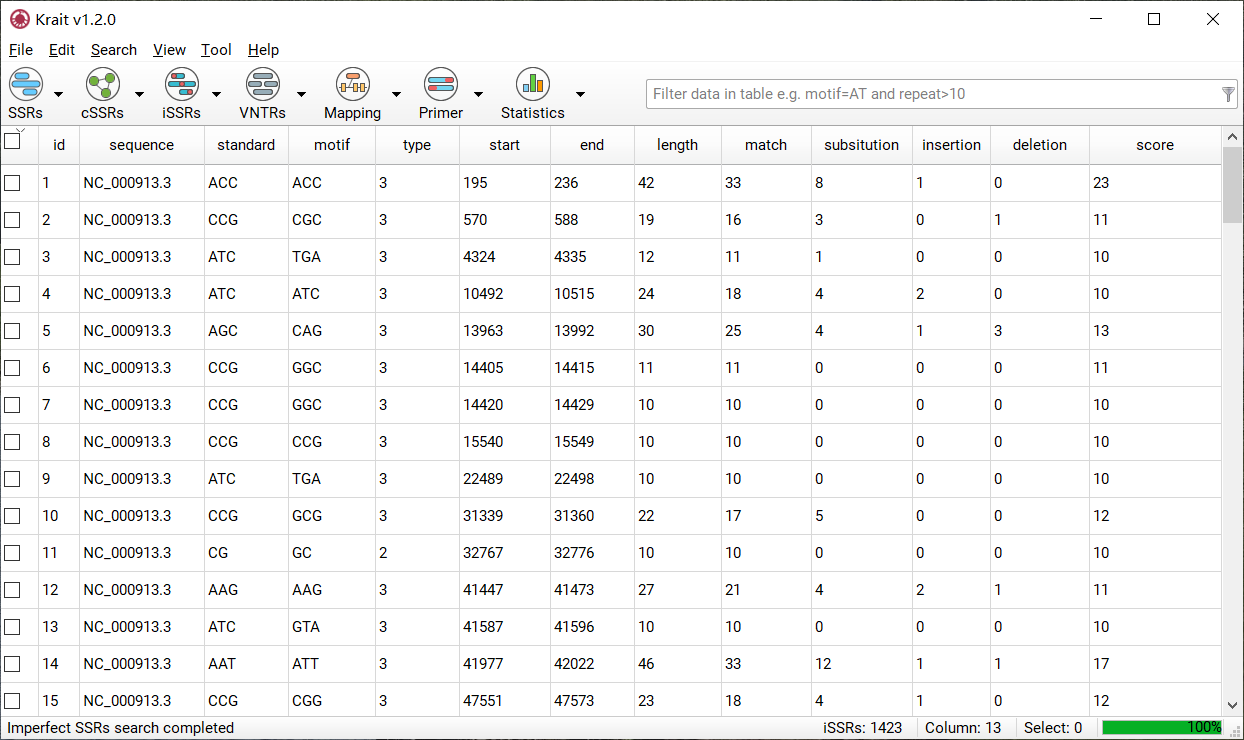 Krait v1.2.0
File Edit Search View Tool Help
SSRs cSSRs iSSRs VNTRs Mapping Primer Statistics
Filter data in table e.g. motif=AT and repeat>10
id sequence standard motif type start end length match subsitution insertion deletion score
1 NC_000913.3 ACC ACC 3 195 236 42 33 8 1 0 23
2 NC_000913.3 CCG CGC 3 570 588 19 16 3 0 1 11
3 NC_000913.3 ATC TGA 3 4324 4335 12 11 1 0 0 10
4 NC_000913.3 ATC ATC 3 10492 10515 24 18 4 2 0 10
5 NC_000913.3 AGC CAG 3 13963 13992 30 25 4 1 3 13
6 NC_000913.3 CCG GGC 3 14405 14415 11 11 0 0 0 11
7 NC_000913.3 CCG GGC 3 14420 14429 10 10 0 0 0 10
8 NC_000913.3 CCG CCG 3 15540 15549 10 10 0 0 0 10
9 NC_000913.3 ATC TGA 3 22489 22498 10 10 0 0 0 10
10 NC_000913.3 CCG GCG 3 31339 31360 22 17 5 0 0 12
11 NC_000913.3 CG GC 2 32767 32776 10 10 0 0 0 10
12 NC_000913.3 AAG AAG 3 41447 41473 27 21 4 2 1 11
13 NC_000913.3 ATC GTA 3 41587 41596 10 10 0 0 0 10
14 NC_000913.3 AAT ATT 3 41977 42022 46 33 12 1 1 17
15 NC_000913.3 CCG CGG 3 47551 47573 23 18 4 1 0 12
Imperfect SSRs search completed iSSRs: 1423 Column: 13 Select: 0 100%